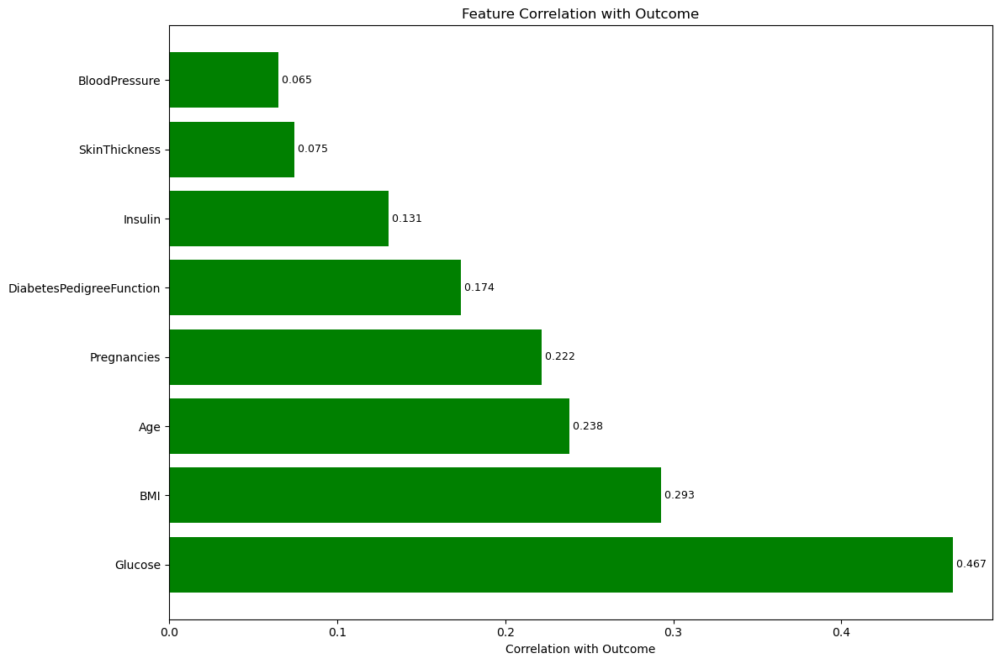 Feature Correlation with Outcome
BloodPressure 0.065
SkinThickness 0.075
Insulin 0.131
DiabetesPedigreeFunction 0.174
Pregnancies 0.222
Age 0.238
BMI 0.293
Glucose 0.467
0.0 0.1 0.2 0.3 0.4
Correlation with Outcome